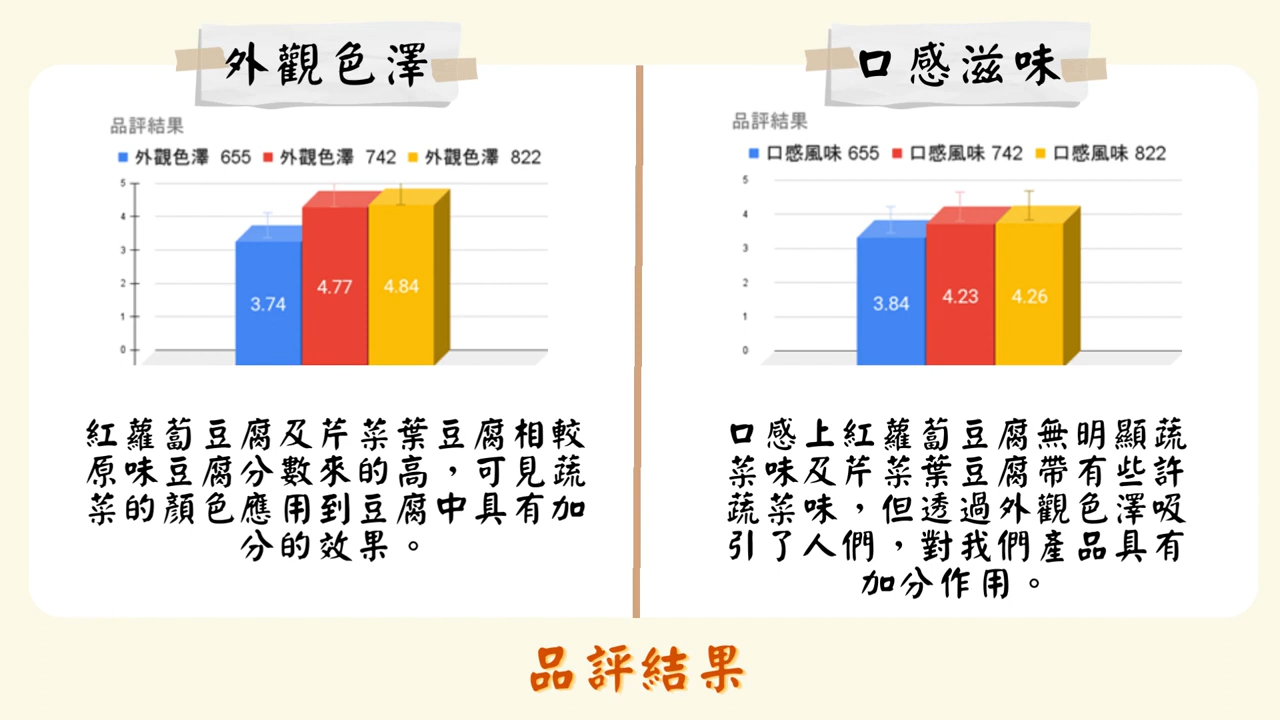 外觀色澤
品評結果
外觀色澤 655 外觀色澤 742 外觀色澤 822
5
4
3
2
1
0
3.74
4.77
4.84
紅蘿蔔豆腐及芹菜葉豆腐相較
原味豆腐分數來的高，可見蔬
菜的顏色應用到豆腐中具有加
分的效果。
口感滋味
品評結果
口感風味 655 口感風味 742 口感風味 822
5
4
3
2
1
0
3.84
4.23
4.26
口感上紅蘿蔔豆腐無明顯蔬
菜味及芹菜葉豆腐帶有些許
蔬菜味，但透過外觀色澤吸
引了人們，對我們產品具有
加分作用。
品評結果